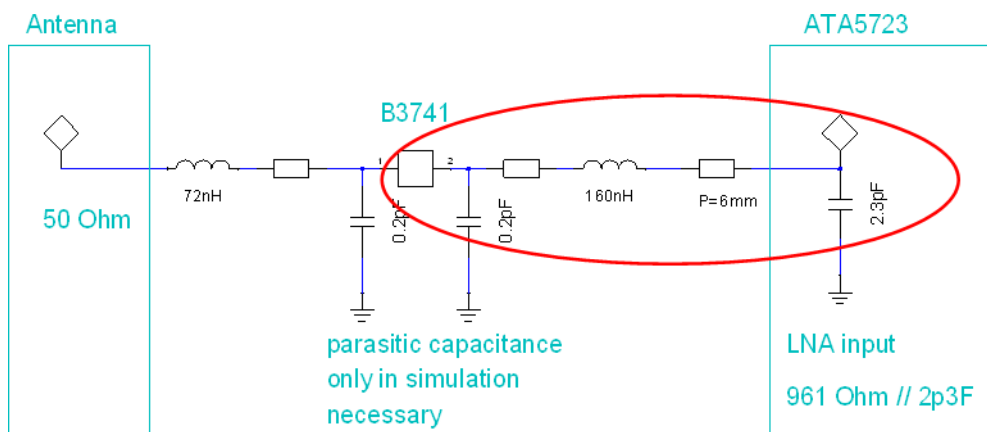 Antenna
ATA5723
B3741
1
2
72nH
160nH
P=6mm
0.2pF
0.2pF
2.3pF
50 Ohm
parasitic capacitance
only in simulation
necessary
LNA input
961 Ohm // 2p3F